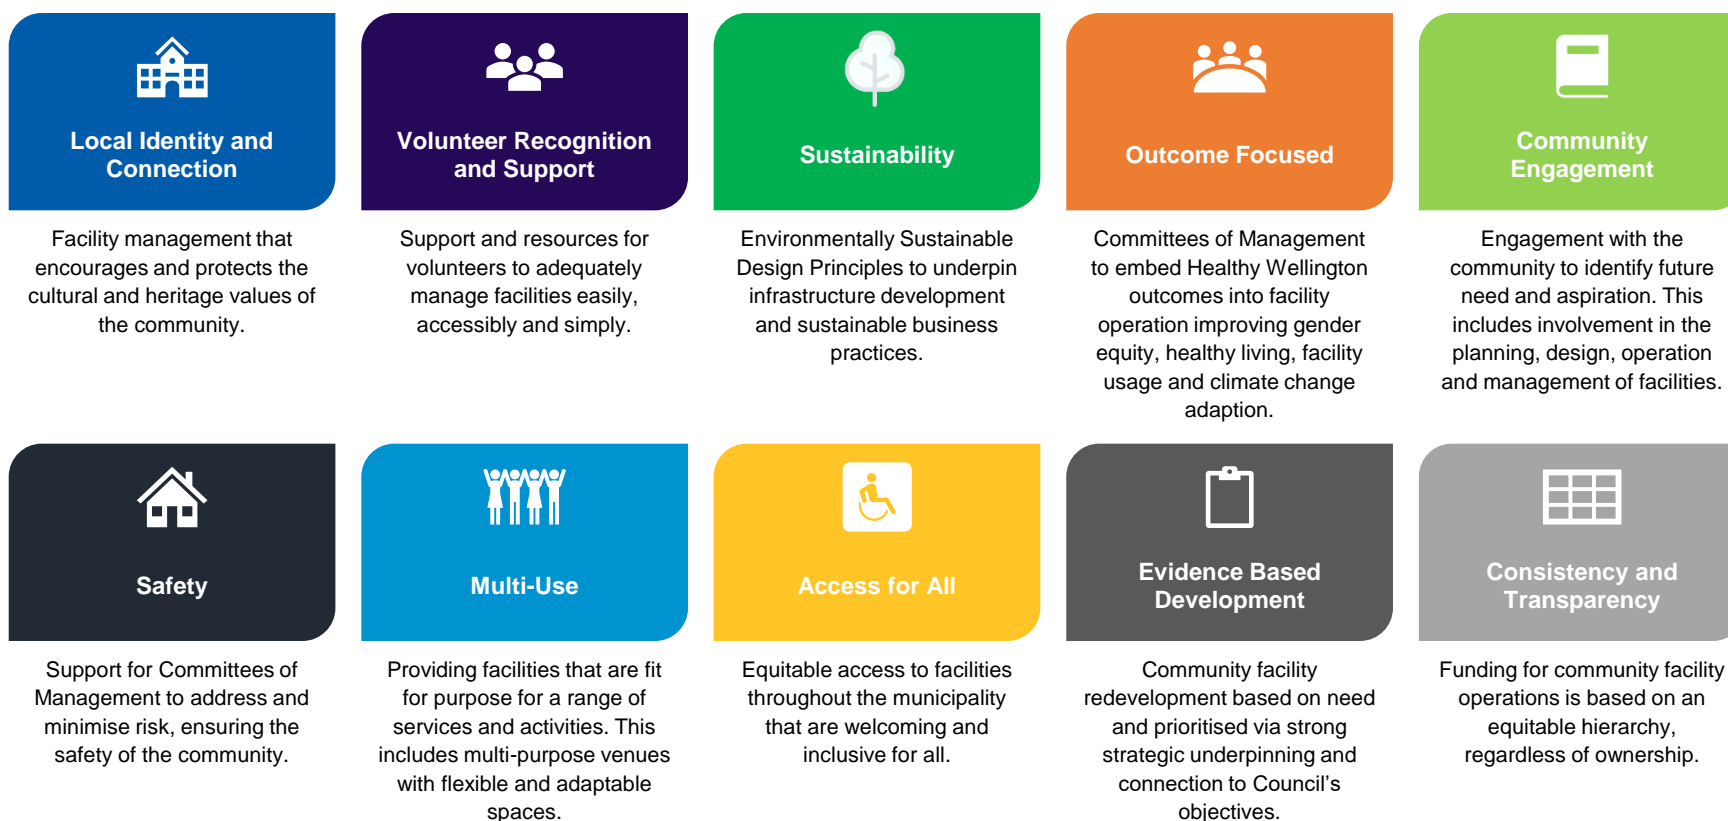 Local Identity and
Connection
Facility management that
encourages and protects the
cultural and heritage values of
the community.
Volunteer Recognition
and Support
Support and resources for
volunteers to adequately
manage facilities easily,
accessibly and simply.
Sustainability
Environmentally Sustainable
Design Principles to underpin
infrastructure development
and sustainable business
practices.
Outcome Focused
Committees of Management
to embed Healthy Wellington
outcomes into facility
operation improving gender
equity, healthy living, facility
usage and climate change
adaption.
Community
Engagement
Engagement with the
community to identify future
need and aspiration. This
includes involvement in the
planning, design, operation
and management of facilities.
Safety
Support for Committees of
Management to address and
minimise risk, ensuring the
safety of the community.
Multi-Use
Providing facilities that are fit
for purpose for a range of
services and activities. This
includes multi-purpose venues
with flexible and adaptable
spaces.
Access for All
Equitable access to facilities
throughout the municipality
that are welcoming and
inclusive for all.
Evidence Based
Development
Community facility
redevelopment based on need
and prioritised via strong
strategic underpinning and
connection to Council’s
objectives.
Consistency and
Transparency
Funding for community facility
operations is based on an
equitable hierarchy,
regardless of ownership.